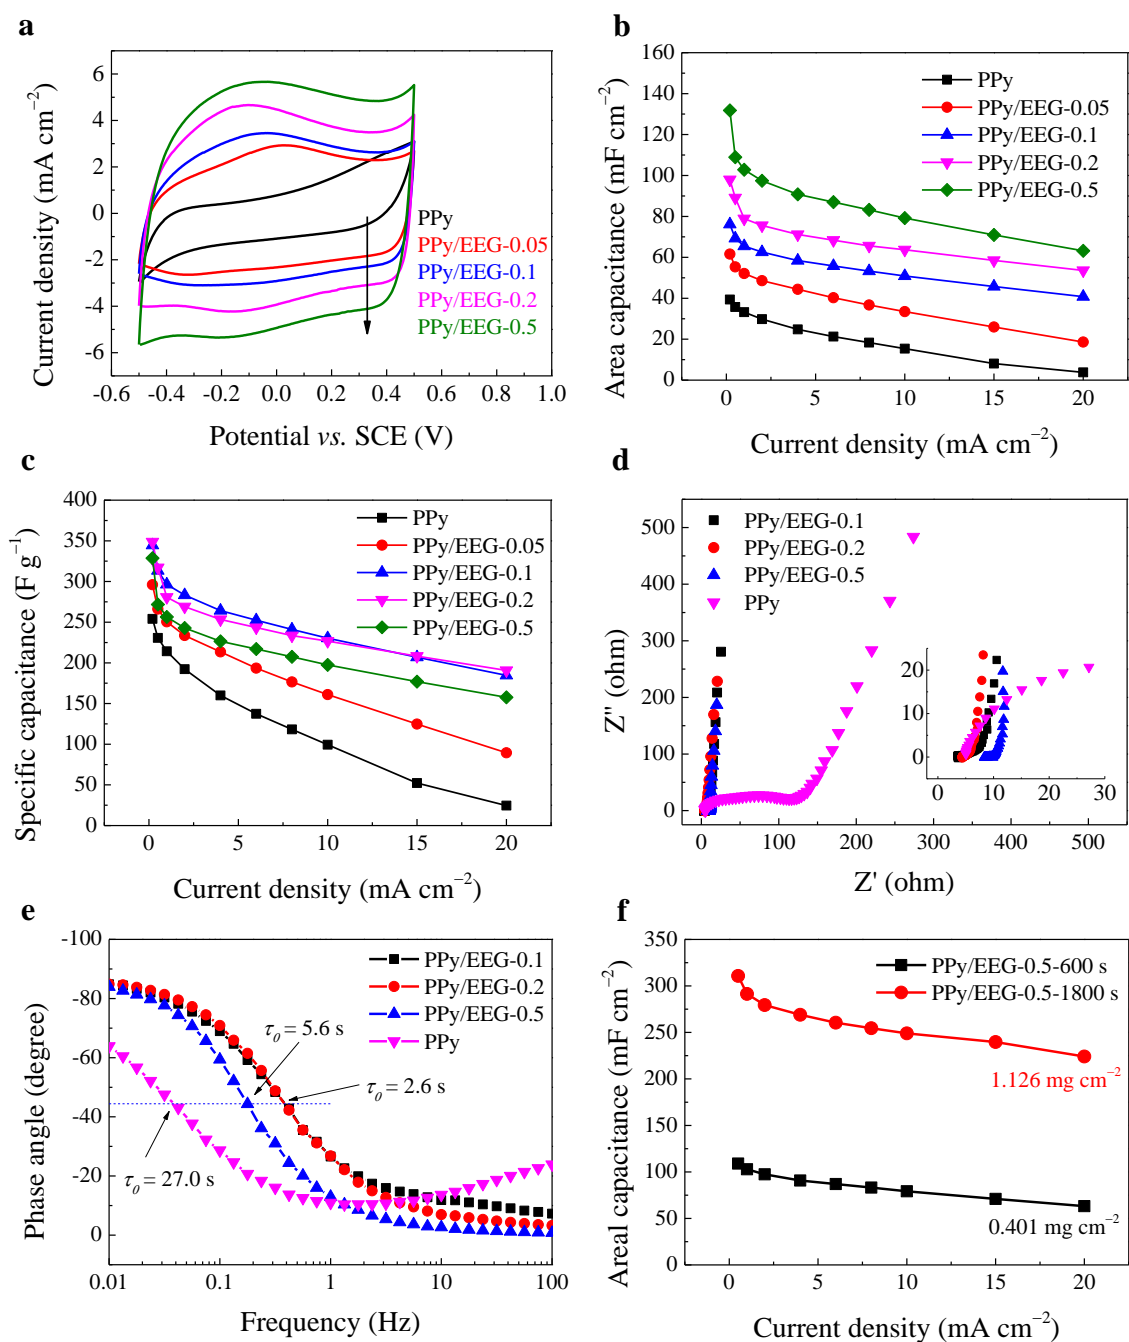 a
6
4
2
0
-2
-4
-6
-0.6
-0.4
-0.2
0.0
0.2
0.4
0.6
0.8
1.0
Current density (mA cm−2)
Potential vs. SCE (V)
PPy
PPy/EEG-0.05
PPy/EEG-0.1
PPy/EEG-0.2
PPy/EEG-0.5
b
160
140
120
100
80
60
40
20
0
0
5
10
15
20
Area capacitance (mF cm−2)
Current density (mA cm−2)
PPy
PPy/EEG-0.05
PPy/EEG-0.1
PPy/EEG-0.2
PPy/EEG-0.5
c
400
350
300
250
200
150
100
50
0
0
5
10
15
20
Specific capacitance (F g−1)
Current density (mA cm−2)
PPy
PPy/EEG-0.05
PPy/EEG-0.1
PPy/EEG-0.2
PPy/EEG-0.5
d
500
400
300
200
100
0
0
100
200
300
400
500
Z'' (ohm)
Z' (ohm)
PPy/EEG-0.1
PPy/EEG-0.2
PPy/EEG-0.5
PPy
20
10
0
0
10
20
30
e
-100
-80
-60
-40
-20
0
0.01
0.1
1
10
100
Phase angle (degree)
Frequency (Hz)
PPy/EEG-0.1
PPy/EEG-0.2
PPy/EEG-0.5
PPy
τ0 = 5.6 s
τ0 = 2.6 s
τ0 = 27.0 s
f
350
300
250
200
150
100
50
0
0
5
10
15
20
Areal capacitance (mF cm−2)
Current density (mA cm−2)
PPy/EEG-0.5-600 s
PPy/EEG-0.5-1800 s
1.126 mg cm−2
0.401 mg cm−2